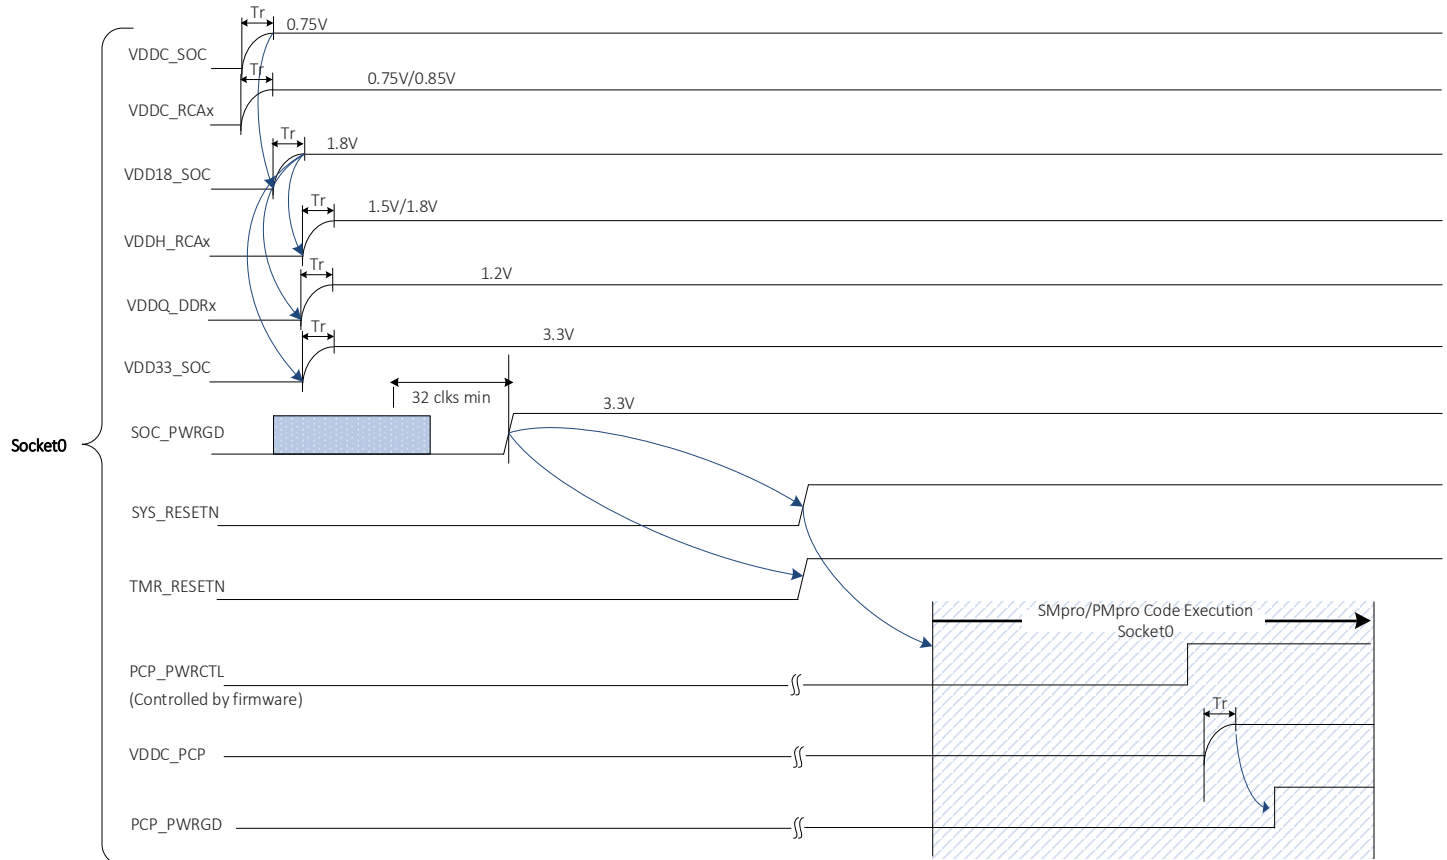 Tr
0.75V
VDDC_SOC
Tr
0.75V/0.85V
VDDC_RCAx
Tr
1.8V
VDD18_SOC
Tr
1.5V/1.8V
VDDH_RCAx
Tr
1.2V
VDDQ_DDRx
Tr
3.3V
VDD33_SOC
32 clks min
3.3V
SOC_PWRGD
Socket0
SYS_RESETN
TMR_RESETN
SMpro/PMpro Code Execution
Socket0
PCP_PWRCTL
(Controlled by firmware)
Tr
VDDC_PCP
PCP_PWRGD